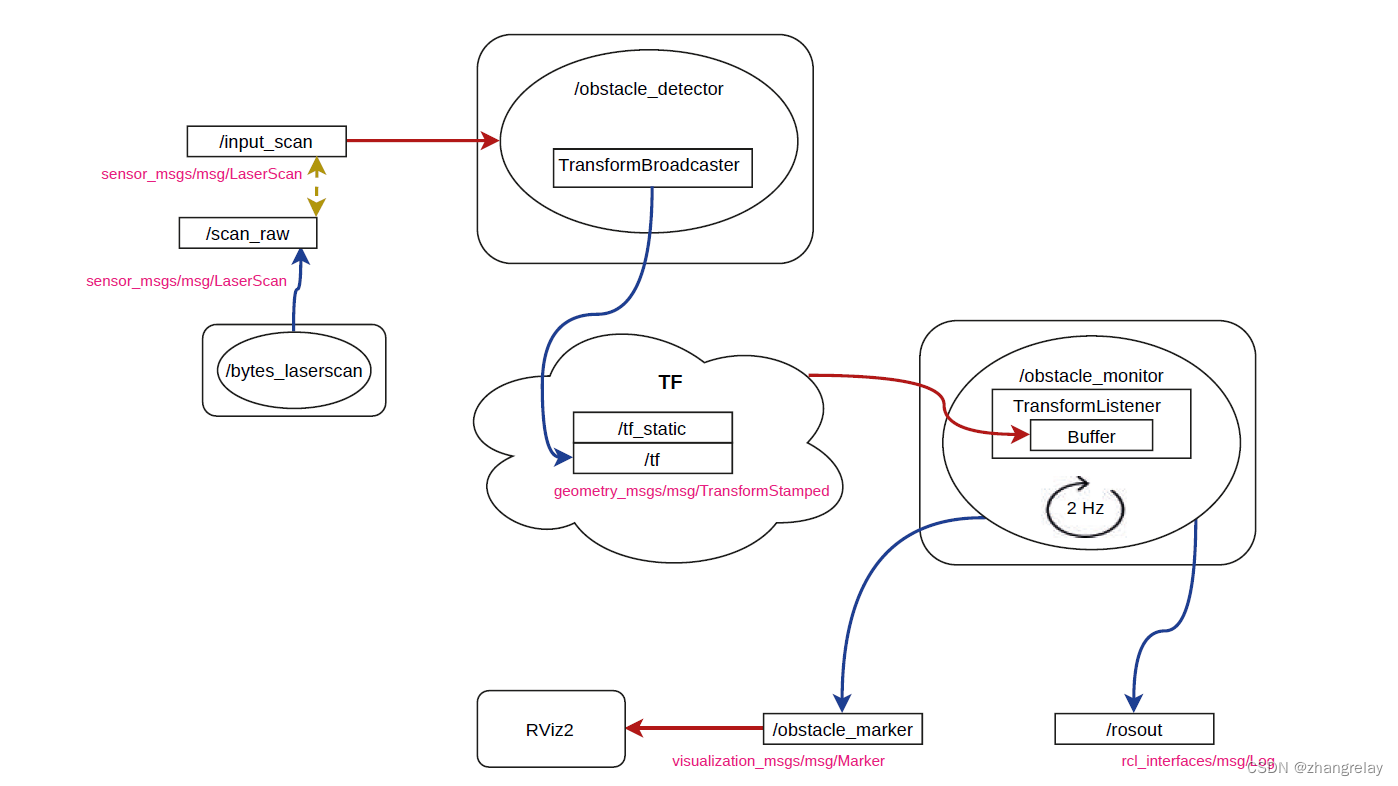 /obstacle_detector
/input_scan
TransformBroadcaster
sensor_msgs/msg/LaserScan
/scan_raw
sensor_msgs/msg/LaserScan
/bytes_laserscan
TF
/obstacle_monitor
TransformListener
Buffer
/tf_static
/tf
geometry_msgs/msg/TransformStamped
2 Hz
RViz2
/obstacle_marker
/rosout
visualization_msgs/msg/Marker
rcl_interfaces/msg/Log
CSDN @zhangrelay